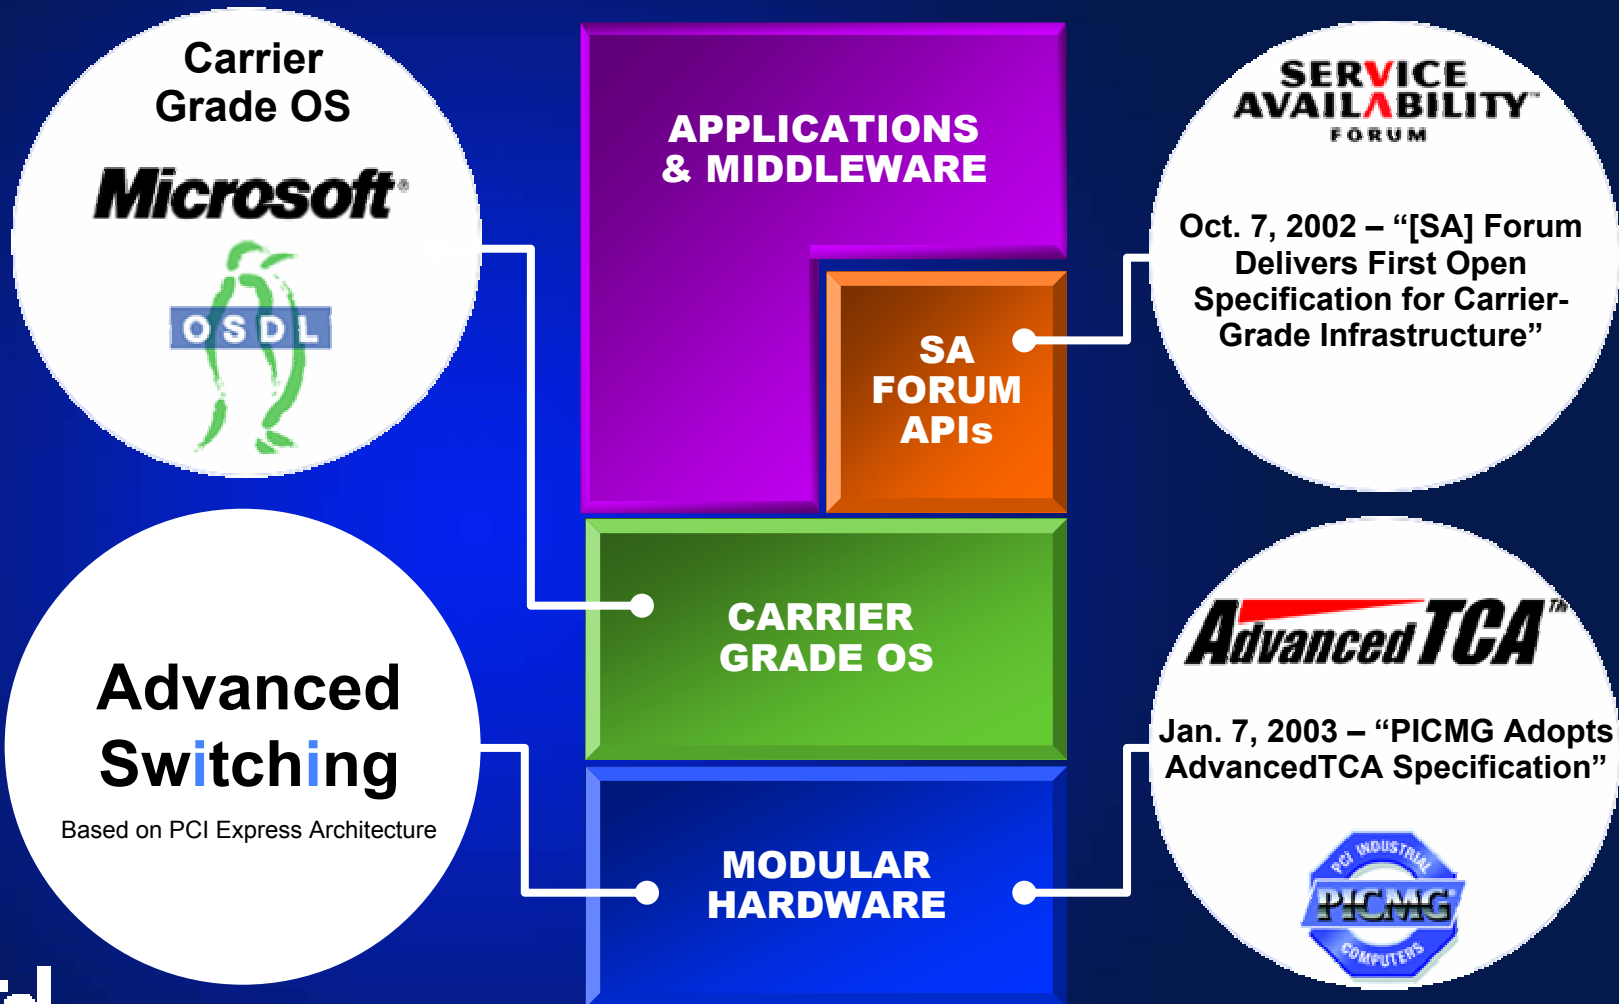 Carrier
Grade OS
Microsoft®
OSDL
Advanced
Switching
Based on PCI Express Architecture
APPLICATIONS
& MIDDLEWARE
SA
FORUM
APIs
CARRIER
GRADE OS
MODULAR
HARDWARE
SERVICE
AVAILABILITY™
FORUM
Oct. 7, 2002 – “[SA] Forum
Delivers First Open
Specification for Carrier-
Grade Infrastructure”
AdvancedTCA™
Jan. 7, 2003 – “PICMG Adopts
AdvancedTCA Specification”
PCI INDUSTRIAL
PICMG
COMPUTERS